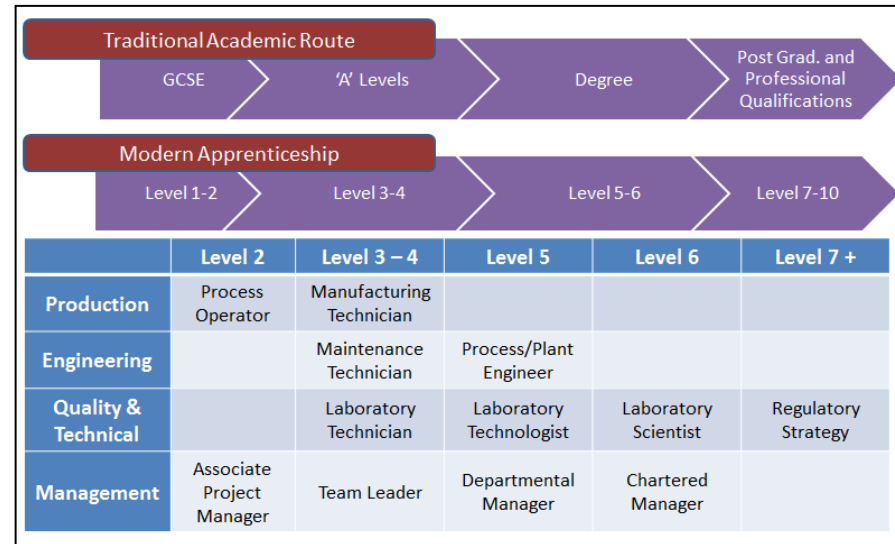 Traditional Academic Route
GCSE
'A' Levels
Degree
Post Grad. and
Professional
Qualifications
Modern Apprenticeship
Level 1-2
Level 3-4
Level 5-6
Level 7-10
Level 2
Level 3 – 4
Level 5
Level 6
Level 7 +
Production
Process
Operator
Manufacturing
Technician
Engineering
Maintenance
Technician
Process/Plant
Engineer
Quality &
Technical
Laboratory
Technician
Laboratory
Technologist
Laboratory
Scientist
Regulatory
Strategy
Management
Associate
Project
Manager
Team Leader
Departmental
Manager
Chartered
Manager